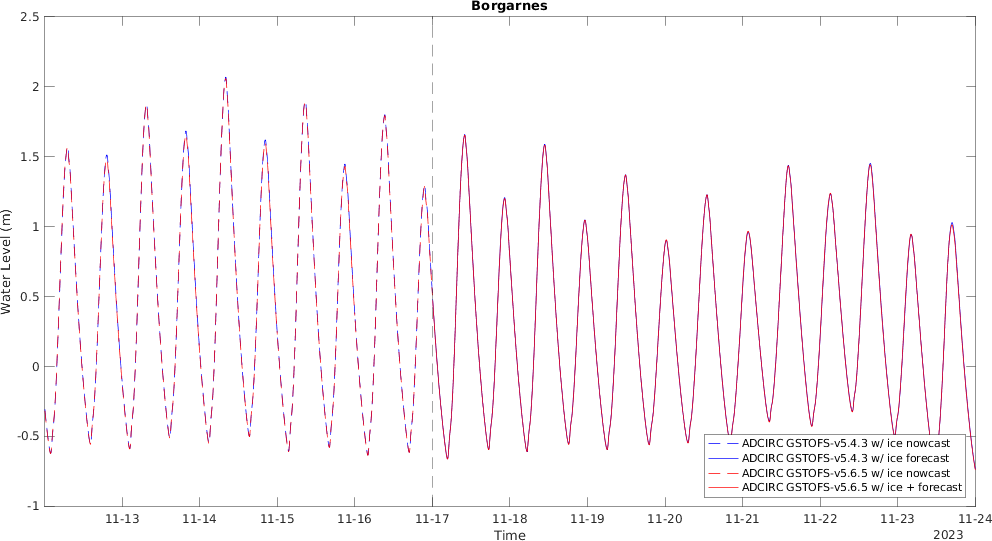 Borgarnes
2.5
2
1.5
1
0.5
0
-0.5
-1
Water Level (m)
ADCIRC GSTOFS-v5.4.3 w/ ice nowcast
ADCIRC GSTOFS-v5.4.3 w/ ice forecast
ADCIRC GSTOFS-v5.6.5 w/ ice nowcast
ADCIRC GSTOFS-v5.6.5 w/ ice + forecast
11-13 11-14 11-15 11-16 11-17 11-18 11-19 11-20 11-21 11-22 11-23 11-24
Time
2023